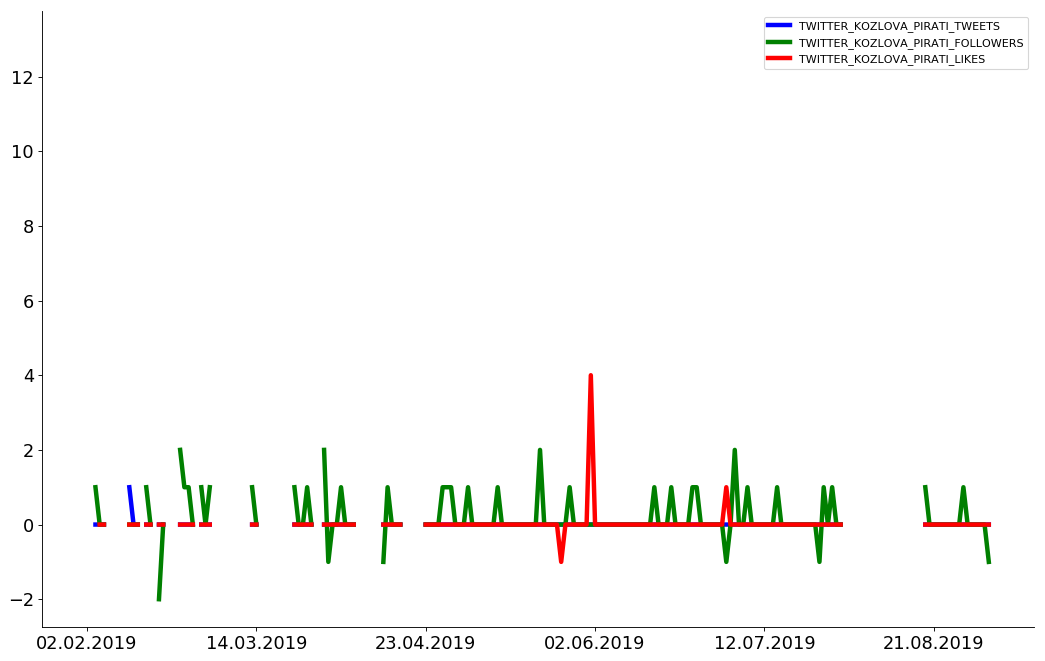 TWITTER_KOZLOVA_PIRATI_TWEETS
TWITTER_KOZLOVA_PIRATI_FOLLOWERS
TWITTER_KOZLOVA_PIRATI_LIKES
12
10
8
6
4
2
0
−2
02.02.2019 14.03.2019 23.04.2019 02.06.2019 12.07.2019 21.08.2019